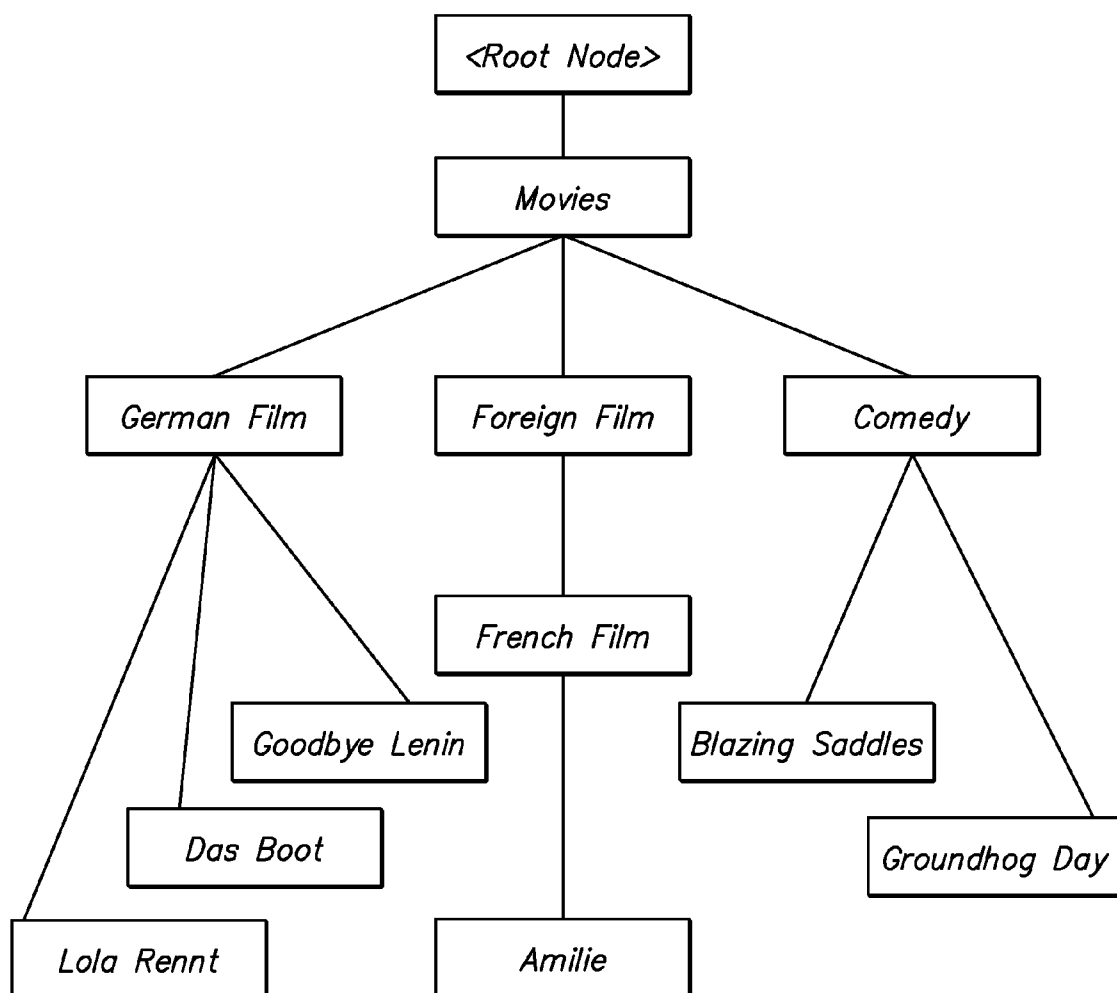 <Root Node>
Movies
German Film
Foreign Film
Comedy
French Film
Goodbye Lenin
Blazing Saddles
Das Boot
Groundhog Day
Lola Rennt
Amilie